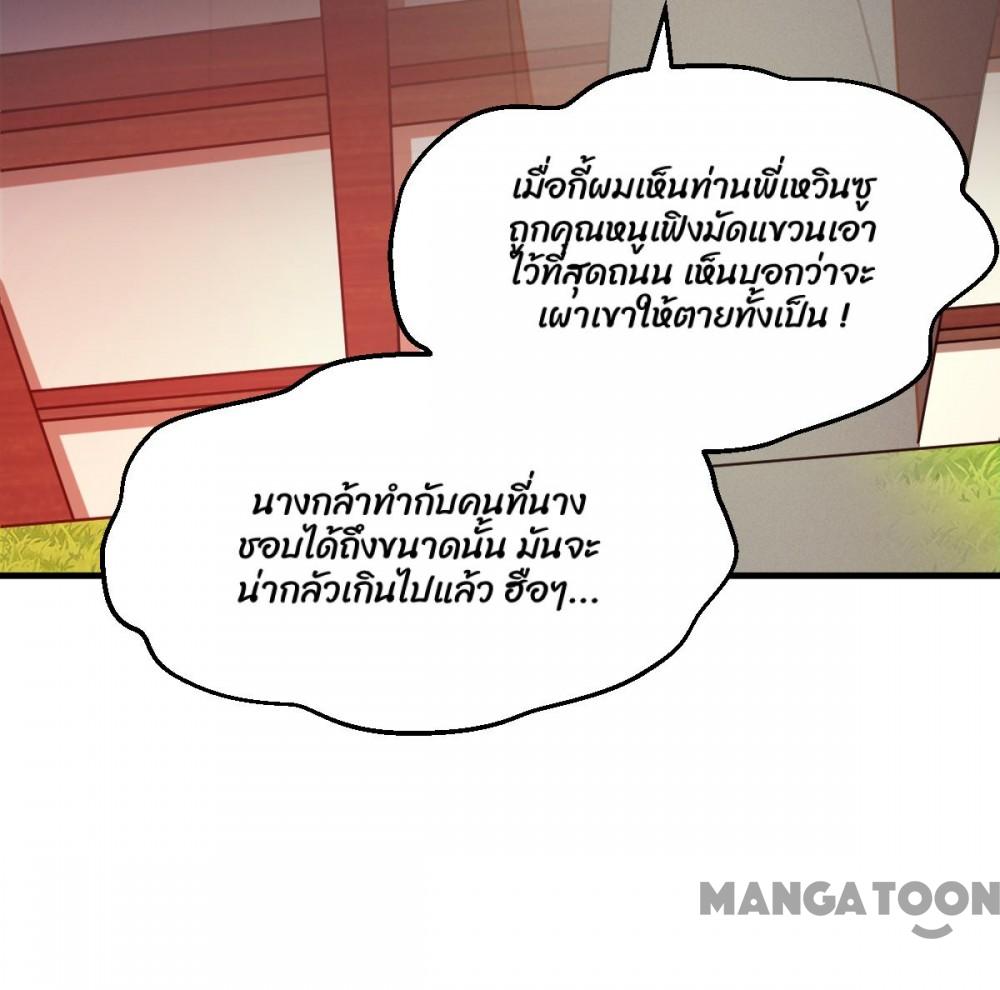 เมื่อกี้ผมเห็นท่านพี่เหวินซู
ถูกคุณหนูเฟิงมัดแขวนเอา
ไว้ที่สุดถนน เห็นบอกว่าจะ
เผาเขาให้ตายทั้งเป็น !
นางกล้าทำกับคนที่นาง
ชอบได้ถึงขนาดนั้น มันจะ
น่ากลัวเกินไปแล้ว ฮือๆ...
MANGATOON